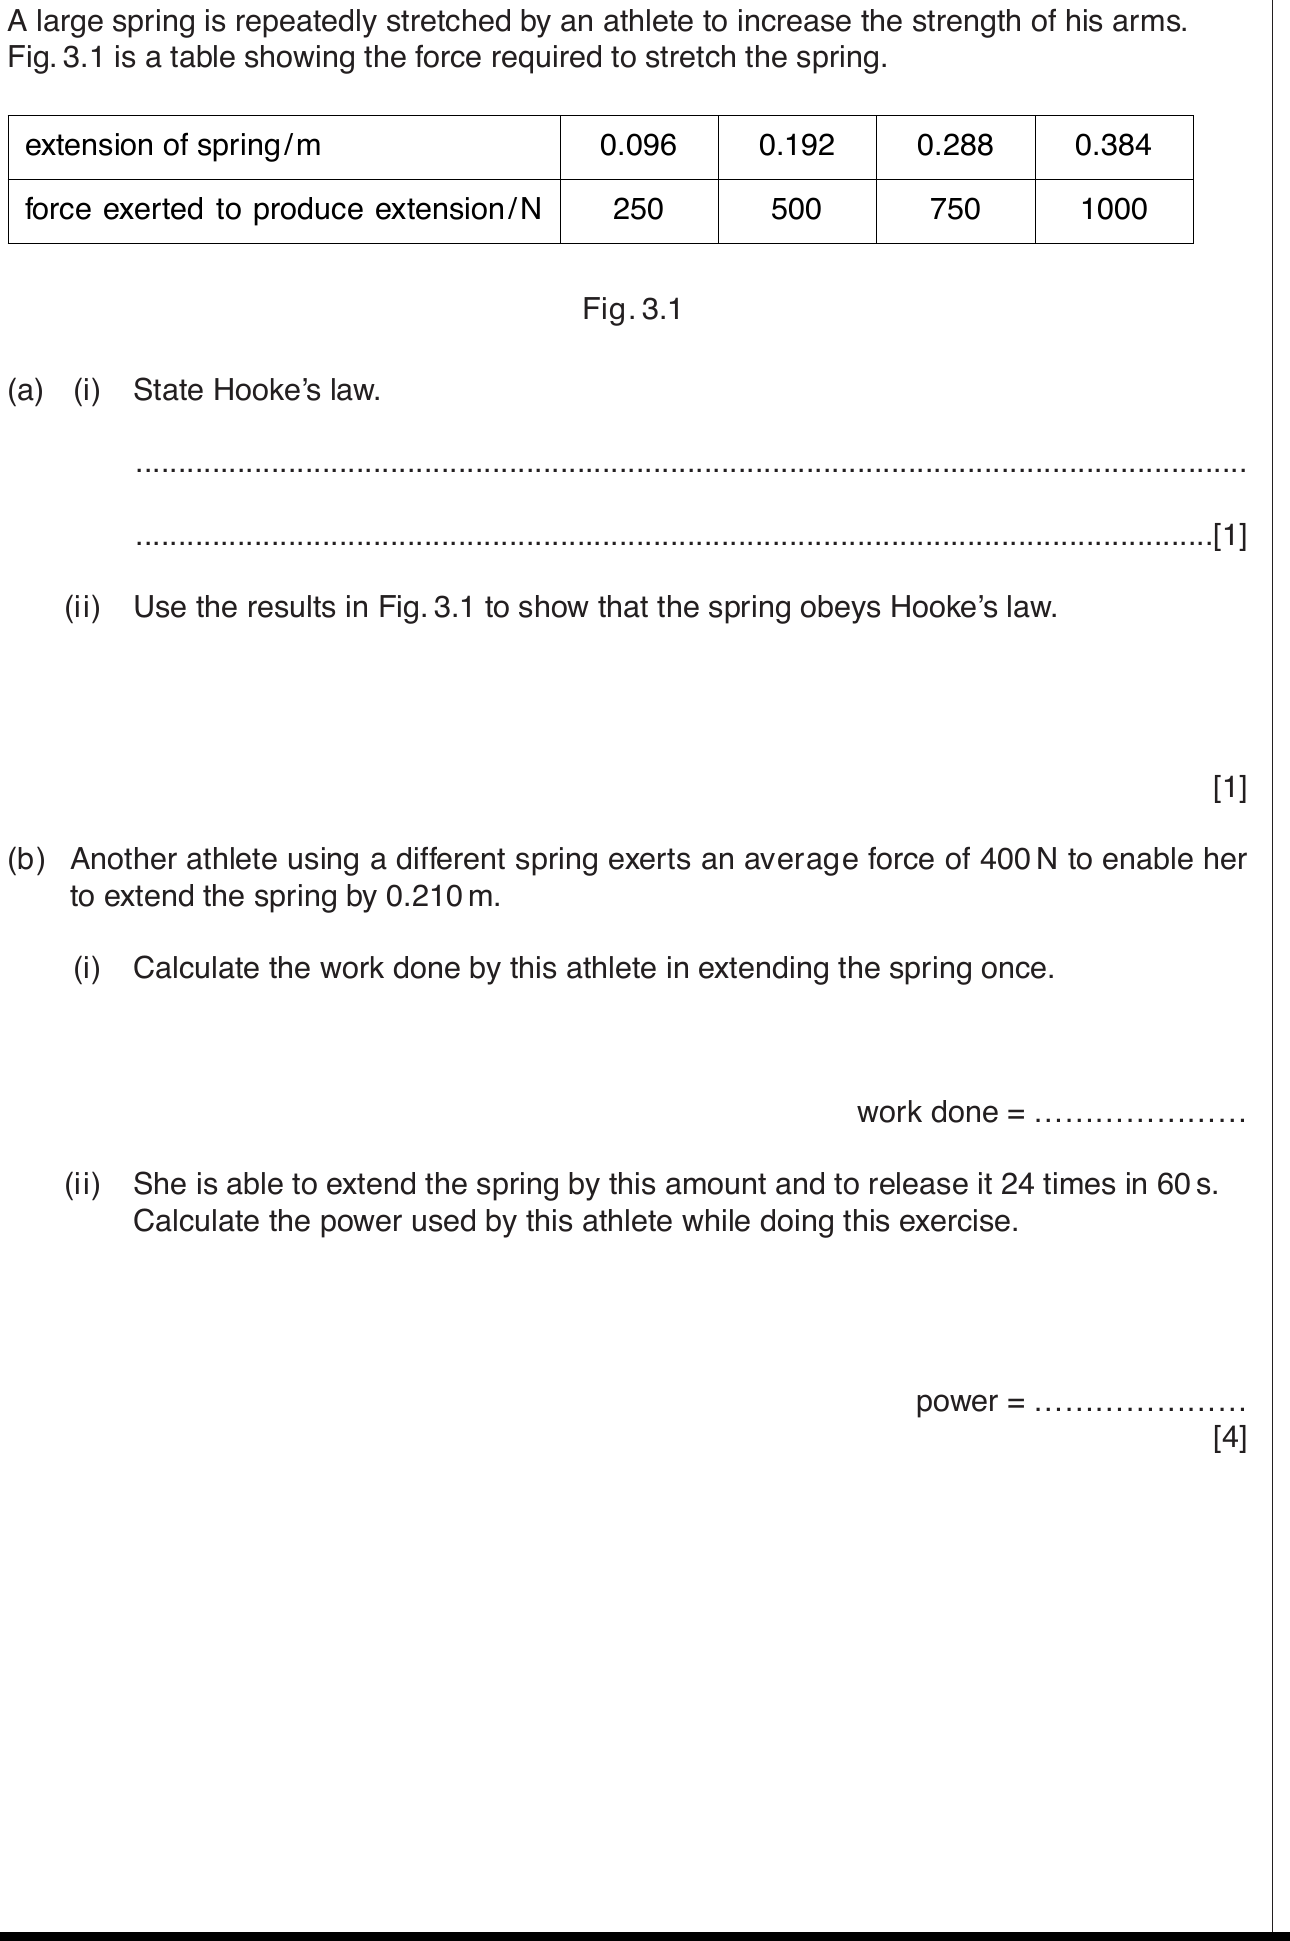 A large spring is repeatedly stretched by an athlete to increase the strength of his arms.
Fig. 3.1 is a table showing the force required to stretch the spring.
extension of spring/m 0.096 0.192 0.288 0.384
force exerted to produce extension/N 250 500 750 1000
Fig. 3.1
(a) (i) State Hooke’s law.
...................................................................................................................................
...............................................................................................................................[1]
(ii) Use the results in Fig. 3.1 to show that the spring obeys Hooke’s law.
[1]
(b) Another athlete using a different spring exerts an average force of 400 N to enable her
to extend the spring by 0.210 m.
(i) Calculate the work done by this athlete in extending the spring once.
work done = .....................
(ii) She is able to extend the spring by this amount and to release it 24 times in 60 s.
Calculate the power used by this athlete while doing this exercise.
power = .....................
[4]